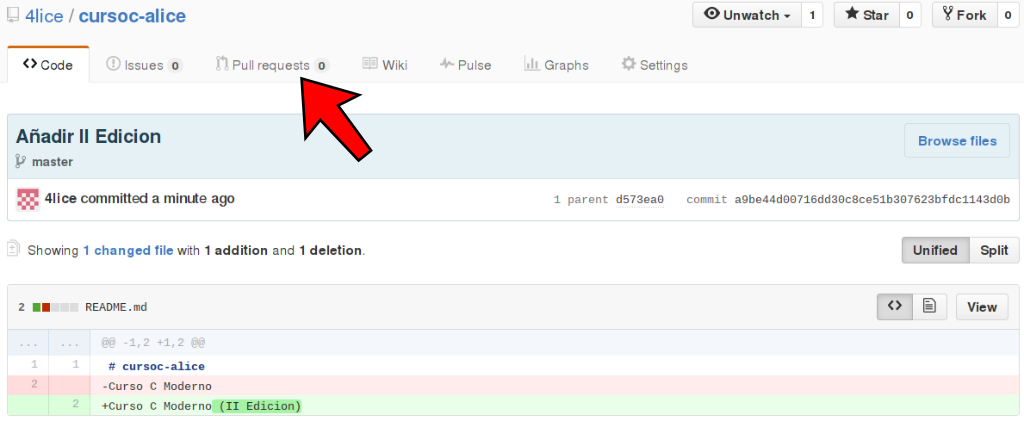 4lice / cursoc-alice Unwatch 1 Star 0 Fork 0
Code Issues 0 Pull requests 0 Wiki Pulse Graphs Settings
Añadir II Edicion Browse files
master
4lice committed a minute ago 1 parent d573ea0 commit a9be44d00716dd30c8ce51b307623bfdc1143d0b
Showing 1 changed file with 1 addition and 1 deletion. Unified Split
2 README.md <> View
... ... @@ -1,2 +1,2 @@
1 1 # cursoc-alice
2 -Curso C Moderno
2 +Curso C Moderno (II Edicion)